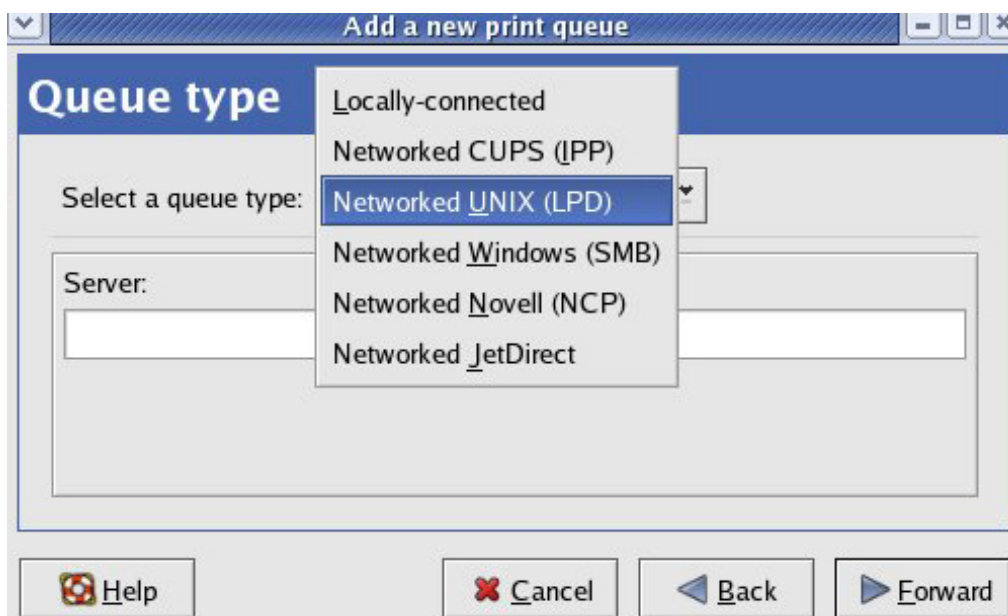 Add a new print queue
Queue type
Select a queue type:
Locally-connected
Networked CUPS (IPP)
Networked UNIX (LPD)
Networked Windows (SMB)
Networked Novell (NCP)
Networked JetDirect
Server:
Help
Cancel
Back
Forward